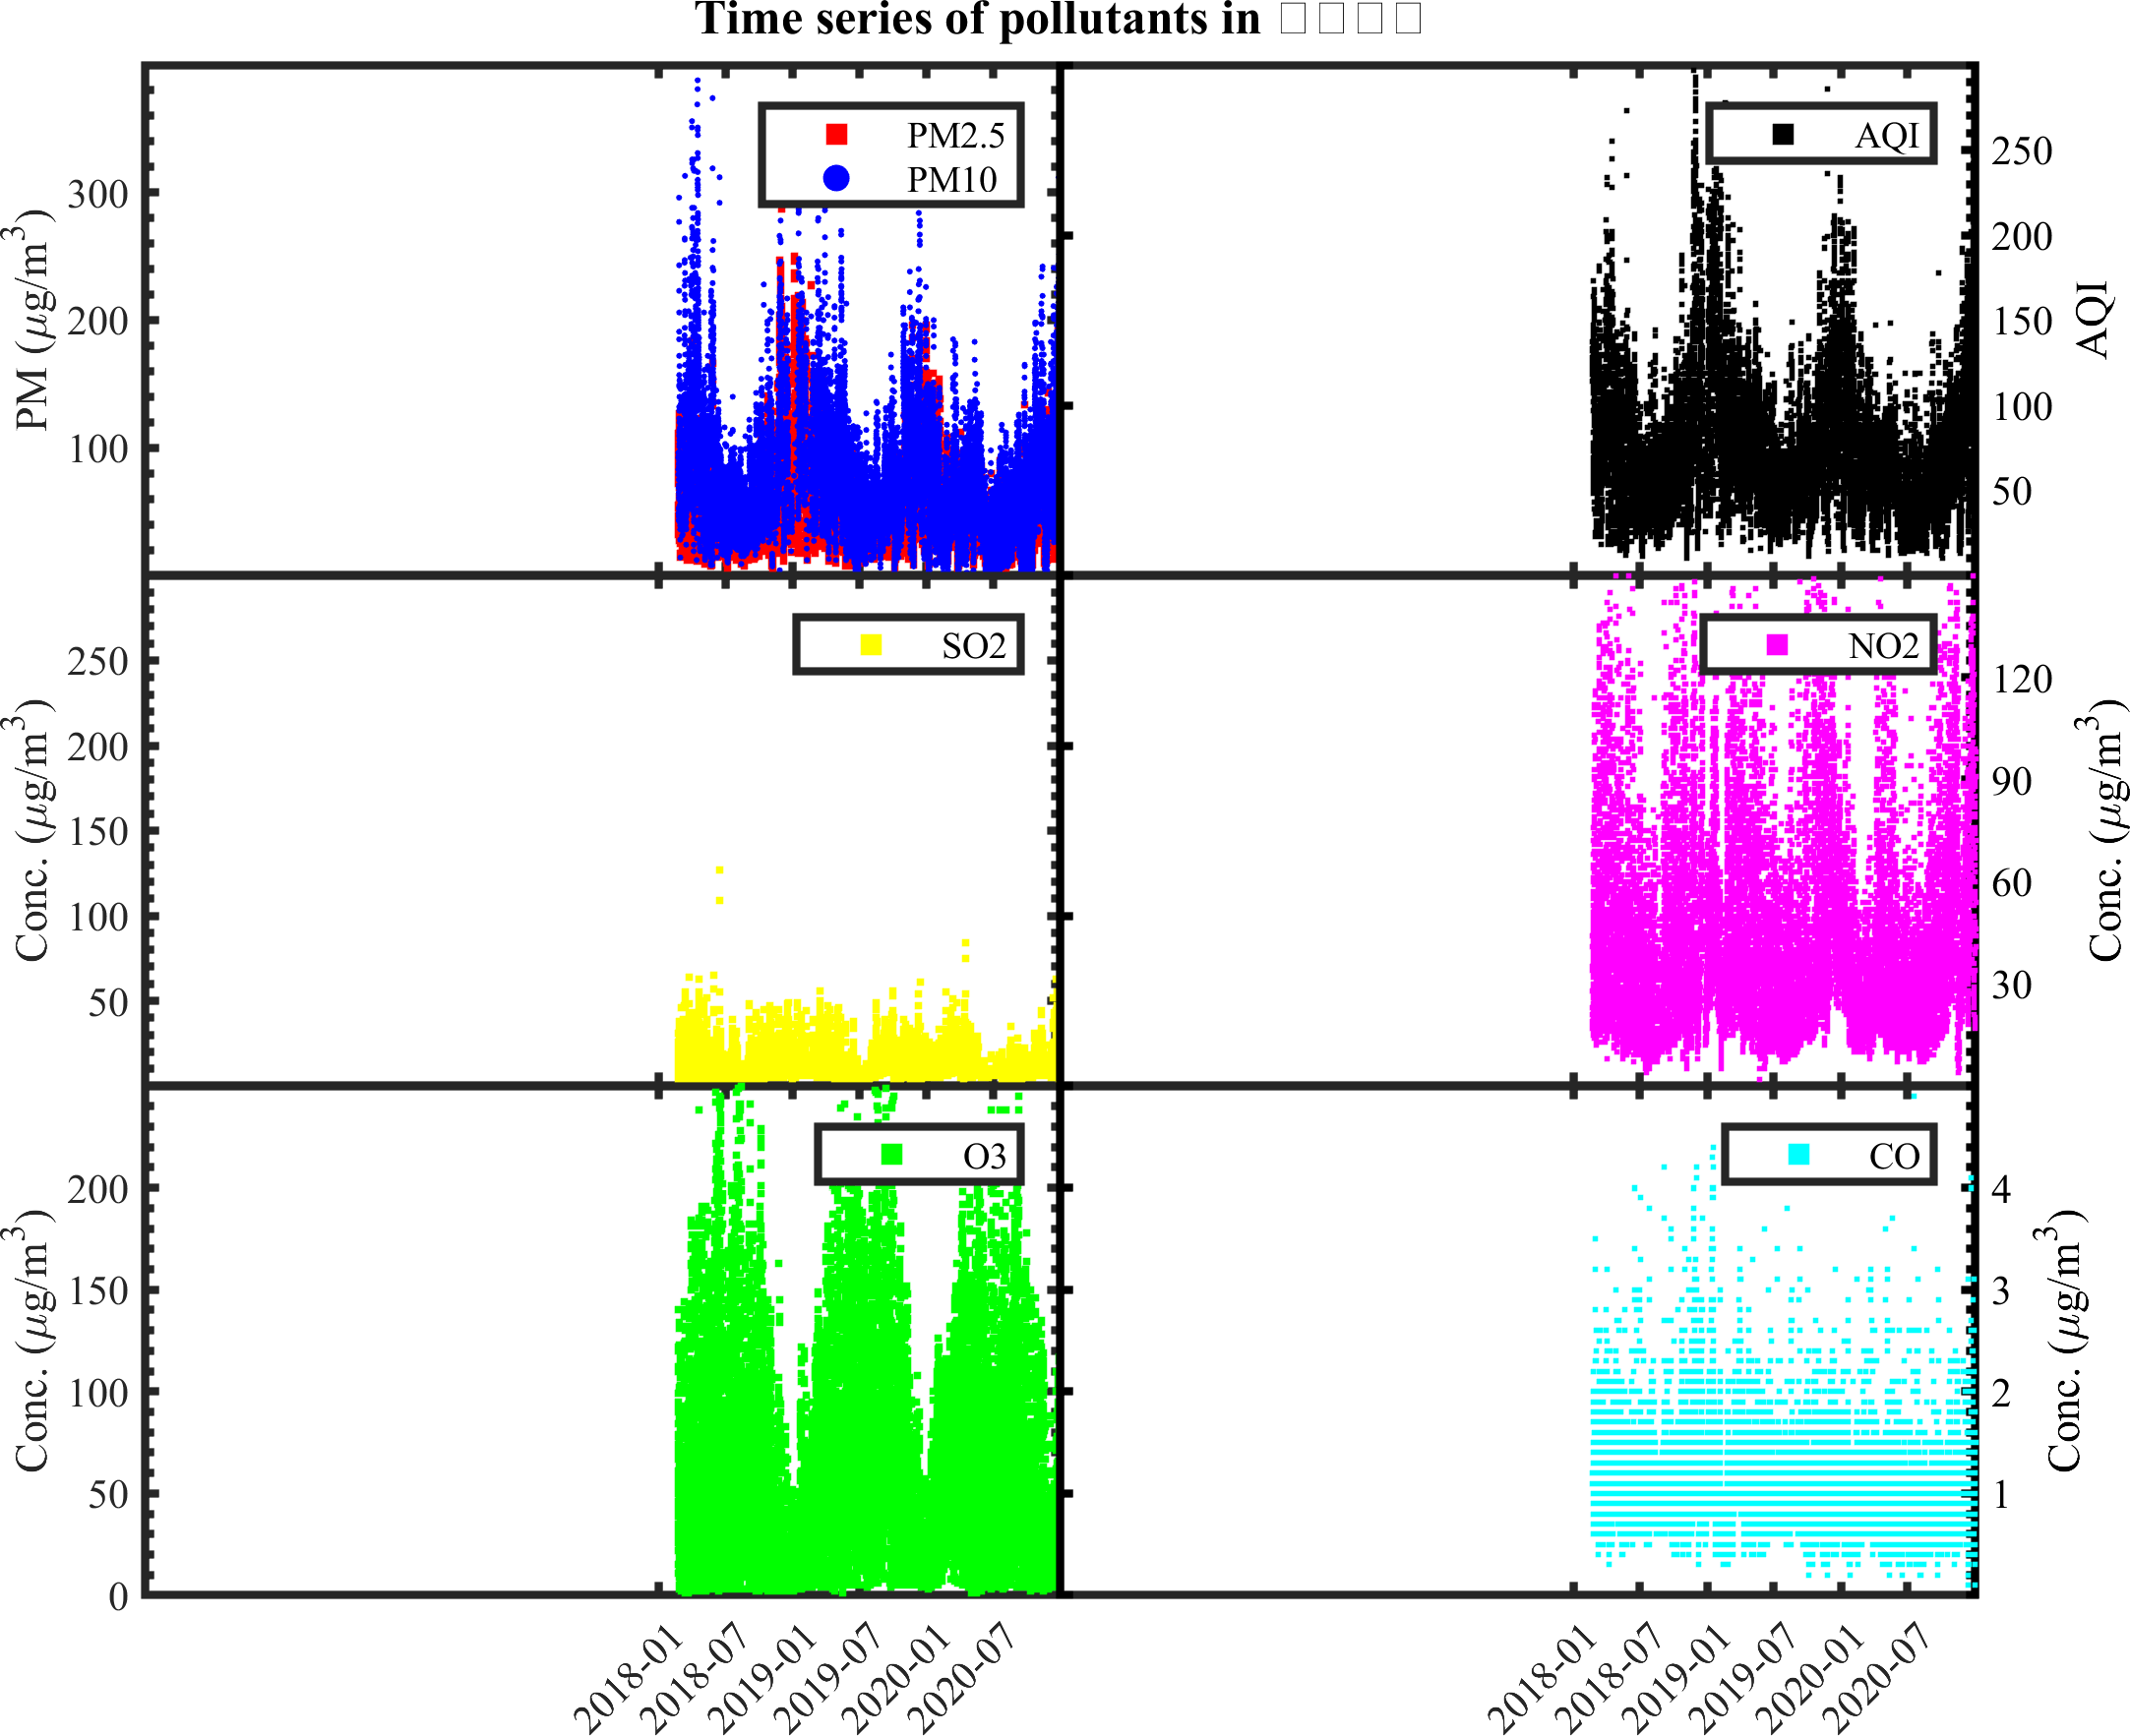 Time series of pollutants in □□□□
PM (μg/m³)
300
200
100
PM2.5
PM10
AQI
250
200
150
100
50
AQI
Conc. (μg/m³)
250
200
150
100
50
SO2
NO2
120
90
60
30
Conc. (μg/m³)
Conc. (μg/m³)
200
150
100
50
0
O3
CO
4
3
2
1
Conc. (μg/m³)
2018-01
2018-07
2019-01
2019-07
2020-01
2020-07
2018-01
2018-07
2019-01
2019-07
2020-01
2020-07